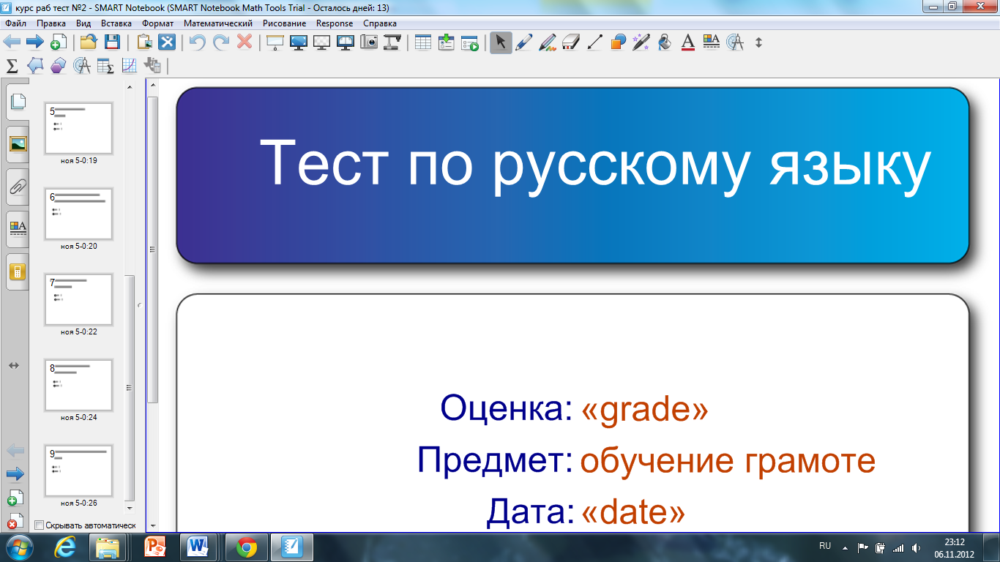 курс раб тест №2 - SMART Notebook (SMART Notebook Math Tools Trial - Осталось дней: 13)
Файл Правка Вид Вставка Формат Математический Рисование Response Справка
5
ноя 5-0:19
6
ноя 5-0:20
7
ноя 5-0:22
8
ноя 5-0:24
9
ноя 5-0:26
Скрывать автоматическ
Тест по русскому языку
Оценка: «grade»
Предмет: обучение грамоте
Дата: «date»
RU
23:12
06.11.2012